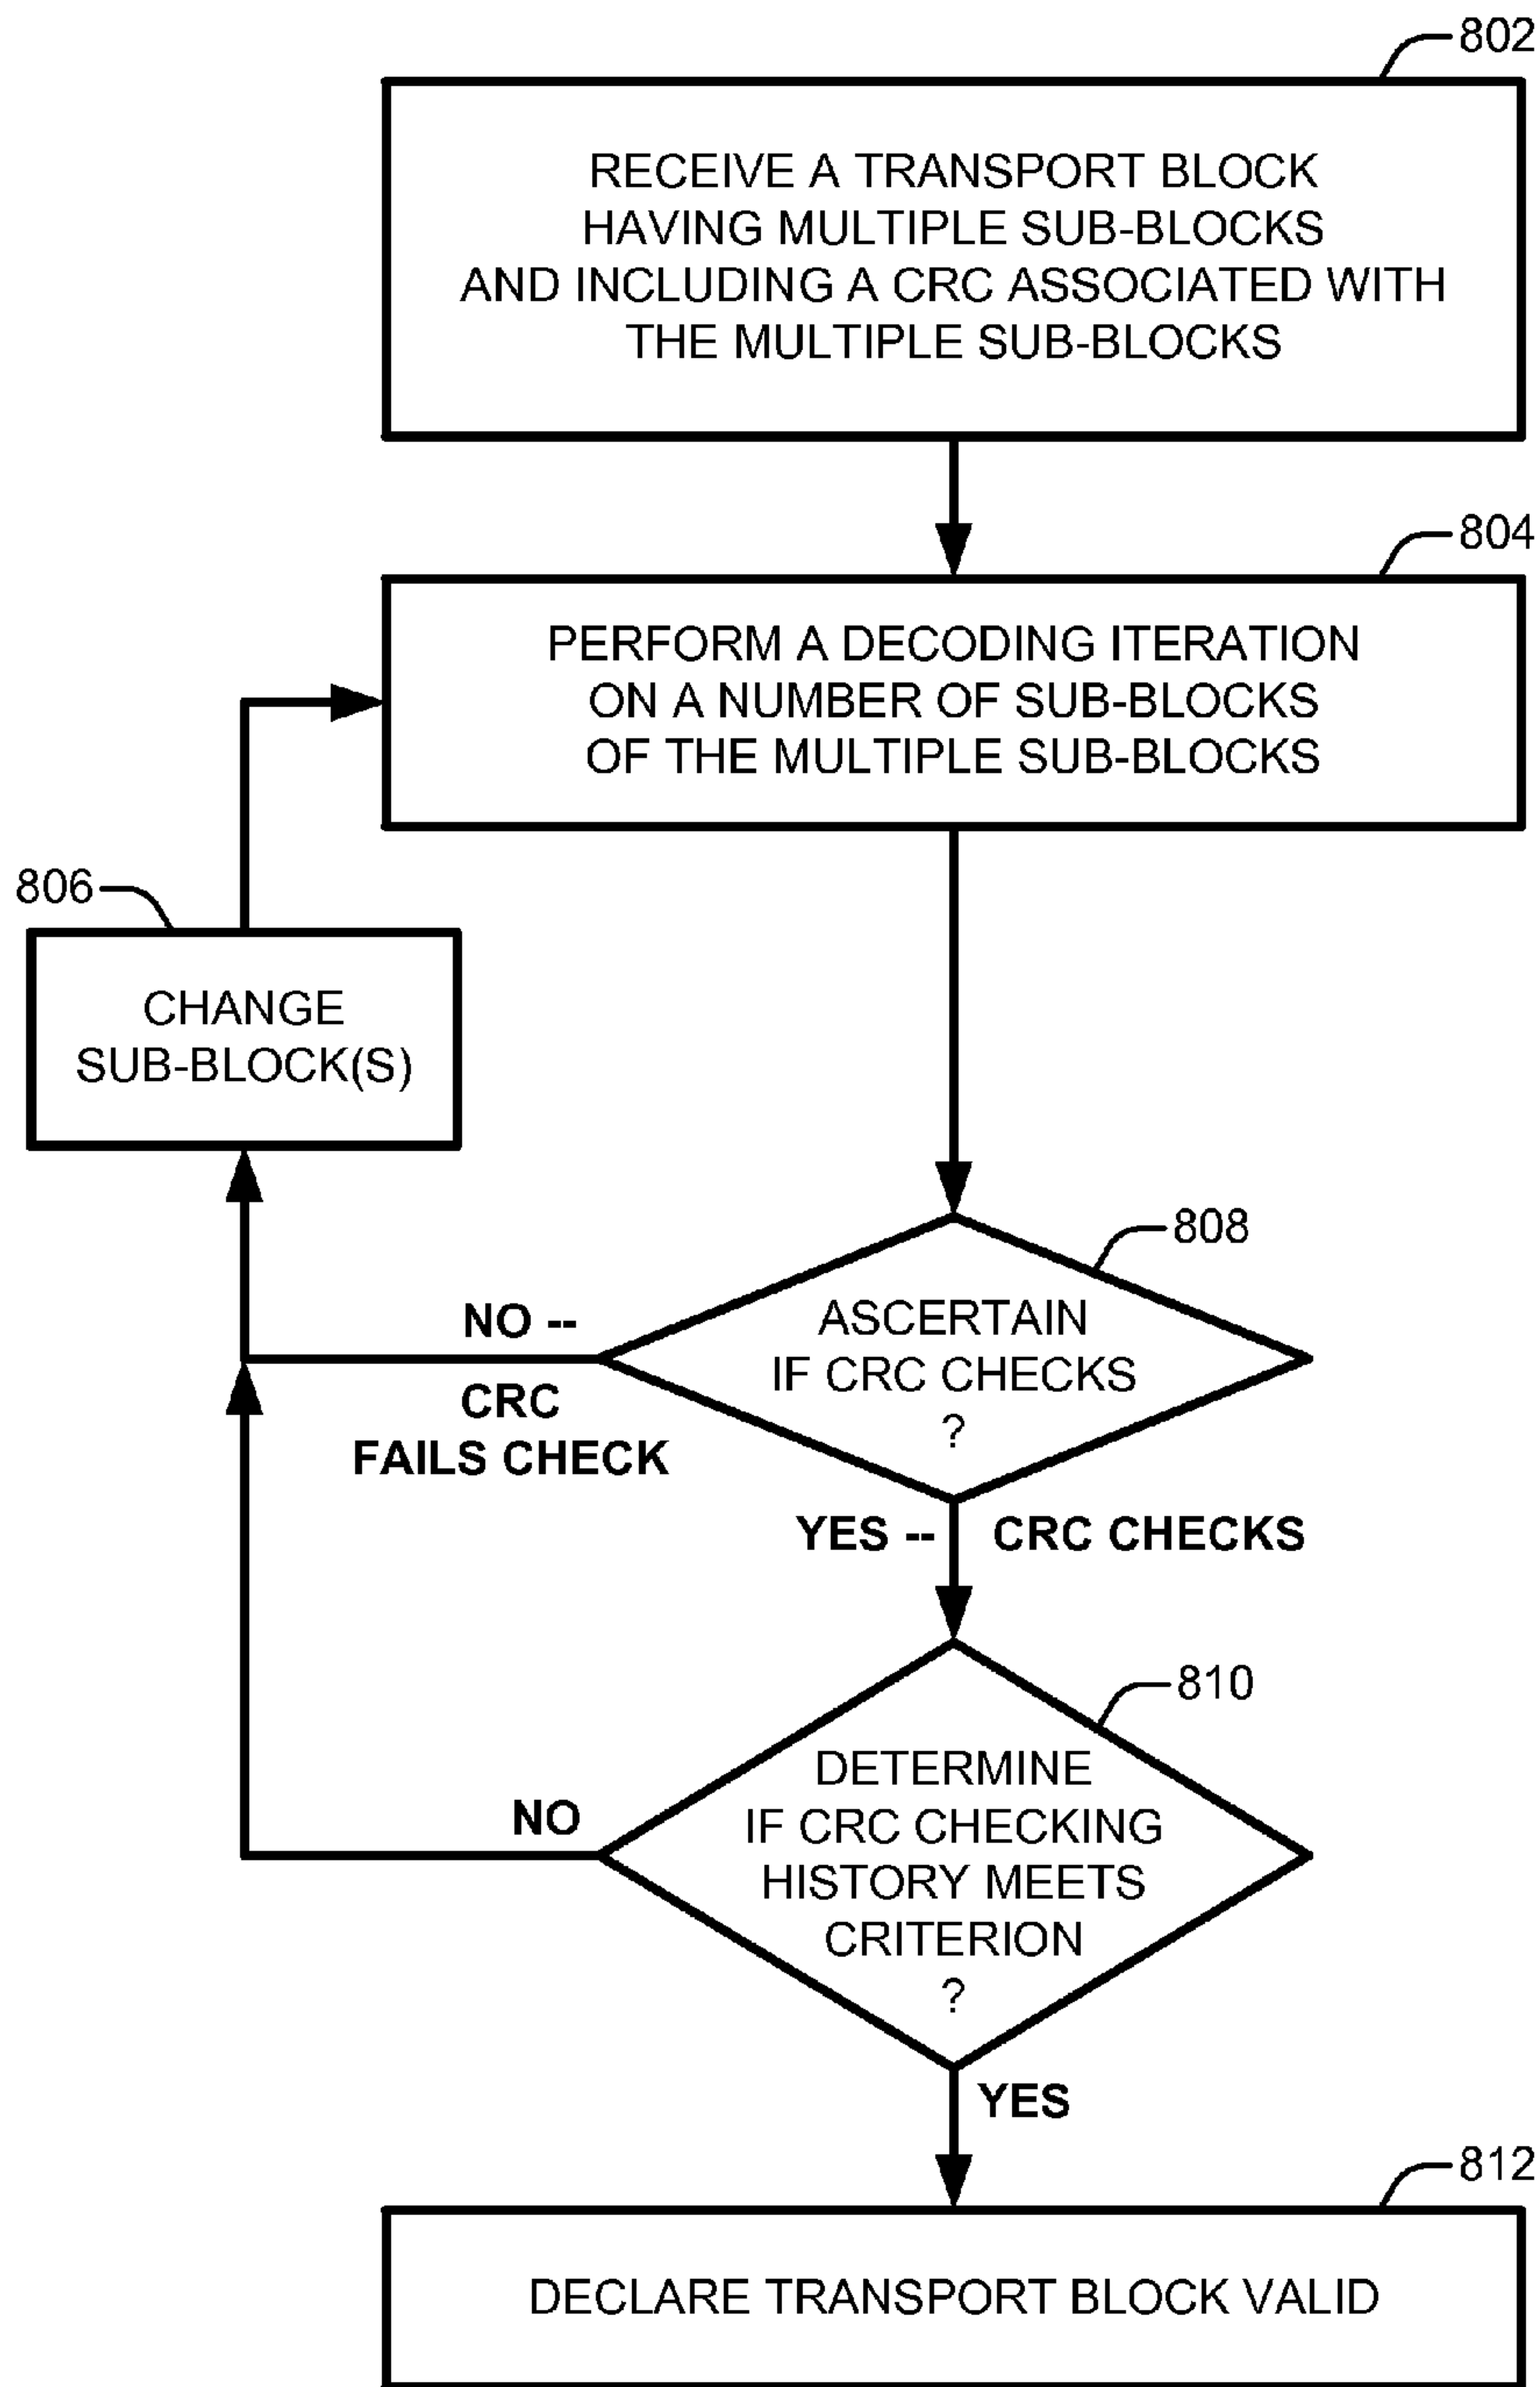 802
RECEIVE A TRANSPORT BLOCK
HAVING MULTIPLE SUB-BLOCKS
AND INCLUDING A CRC ASSOCIATED WITH
THE MULTIPLE SUB-BLOCKS
804
PERFORM A DECODING ITERATION
ON A NUMBER OF SUB-BLOCKS
OF THE MULTIPLE SUB-BLOCKS
806
CHANGE
SUB-BLOCK(S)
808
ASCERTAIN
IF CRC CHECKS
?
NO --
CRC
FAILS CHECK
YES -- CRC CHECKS
810
DETERMINE
IF CRC CHECKING
HISTORY MEETS
CRITERION
?
NO
YES
812
DECLARE TRANSPORT BLOCK VALID